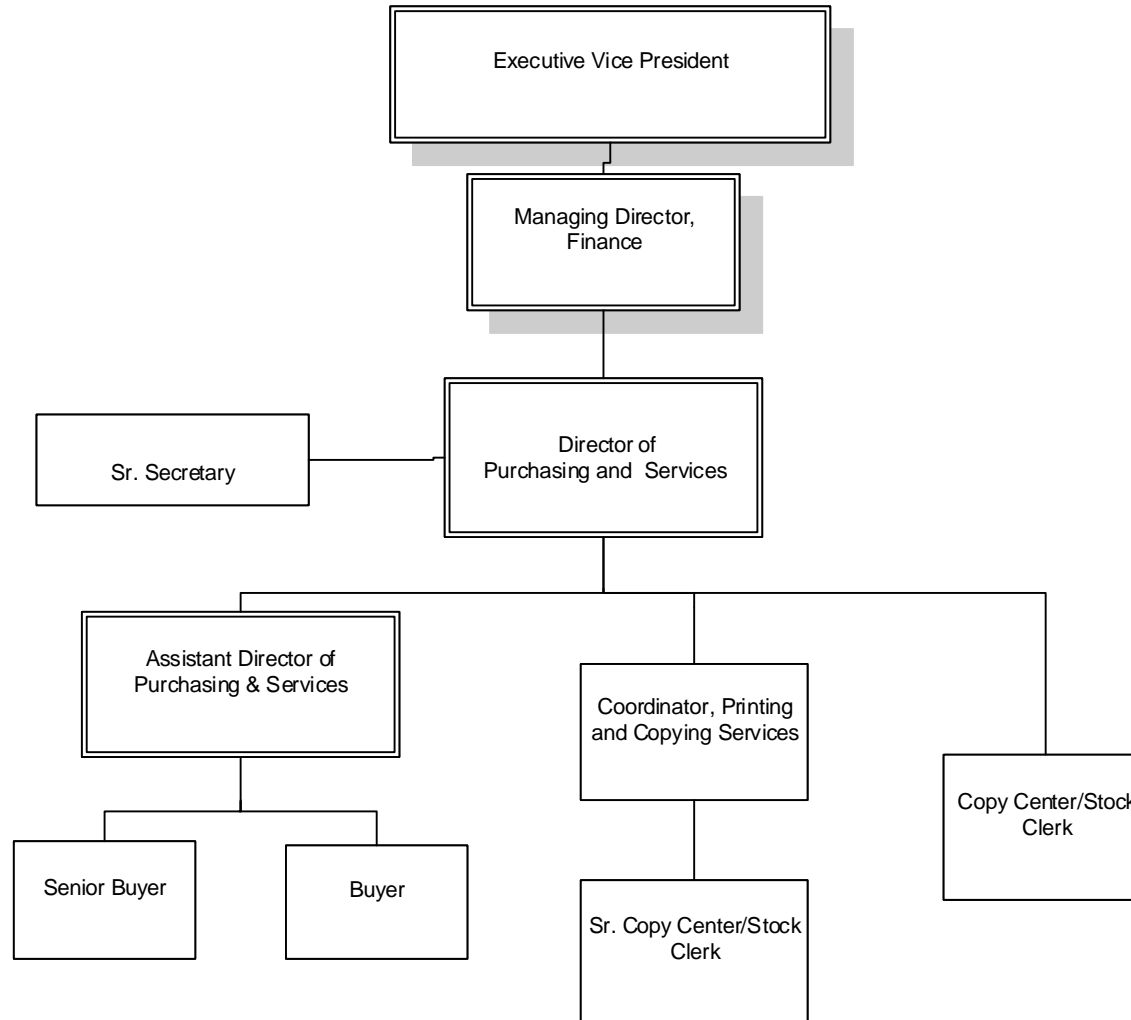 Executive Vice President
Managing Director,
Finance
Director of
Purchasing and Services
Sr. Secretary
Assistant Director of
Purchasing & Services
Coordinator, Printing
and Copying Services
Copy Center/Stock
Clerk
Senior Buyer
Buyer
Sr. Copy Center/Stock
Clerk